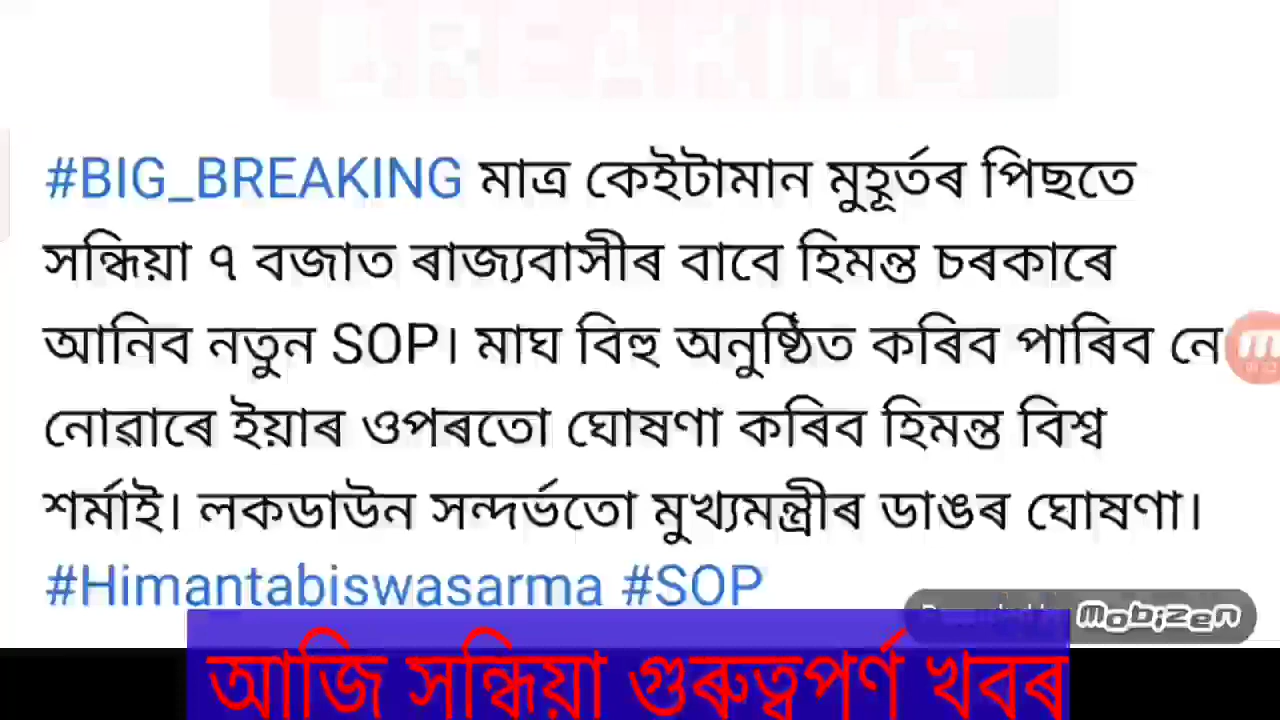 BREAKING
#BIG_BREAKING মাত্ৰ কেইটামান মুহূৰ্তৰ পিছতে
সন্ধিয়া ৭ বজাত ৰাজ্যবাসীৰ বাবে হিমন্ত চৰকাৰে
আনিব নতুন SOP। মাঘ বিহু অনুষ্ঠিত কৰিব পাৰিব নে
নোৱাৰে ইয়াৰ ওপৰতো ঘোষণা কৰিব হিমন্ত বিশ্ব
শৰ্মাই। লকডাউন সন্দৰ্ভতো মুখ্যমন্ত্ৰীৰ ডাঙৰ ঘোষণা।
#Himantabiswasarma #SOP
mobizen
আজি সন্ধিয়া গুৰুত্বপৰ্ণ খবৰ